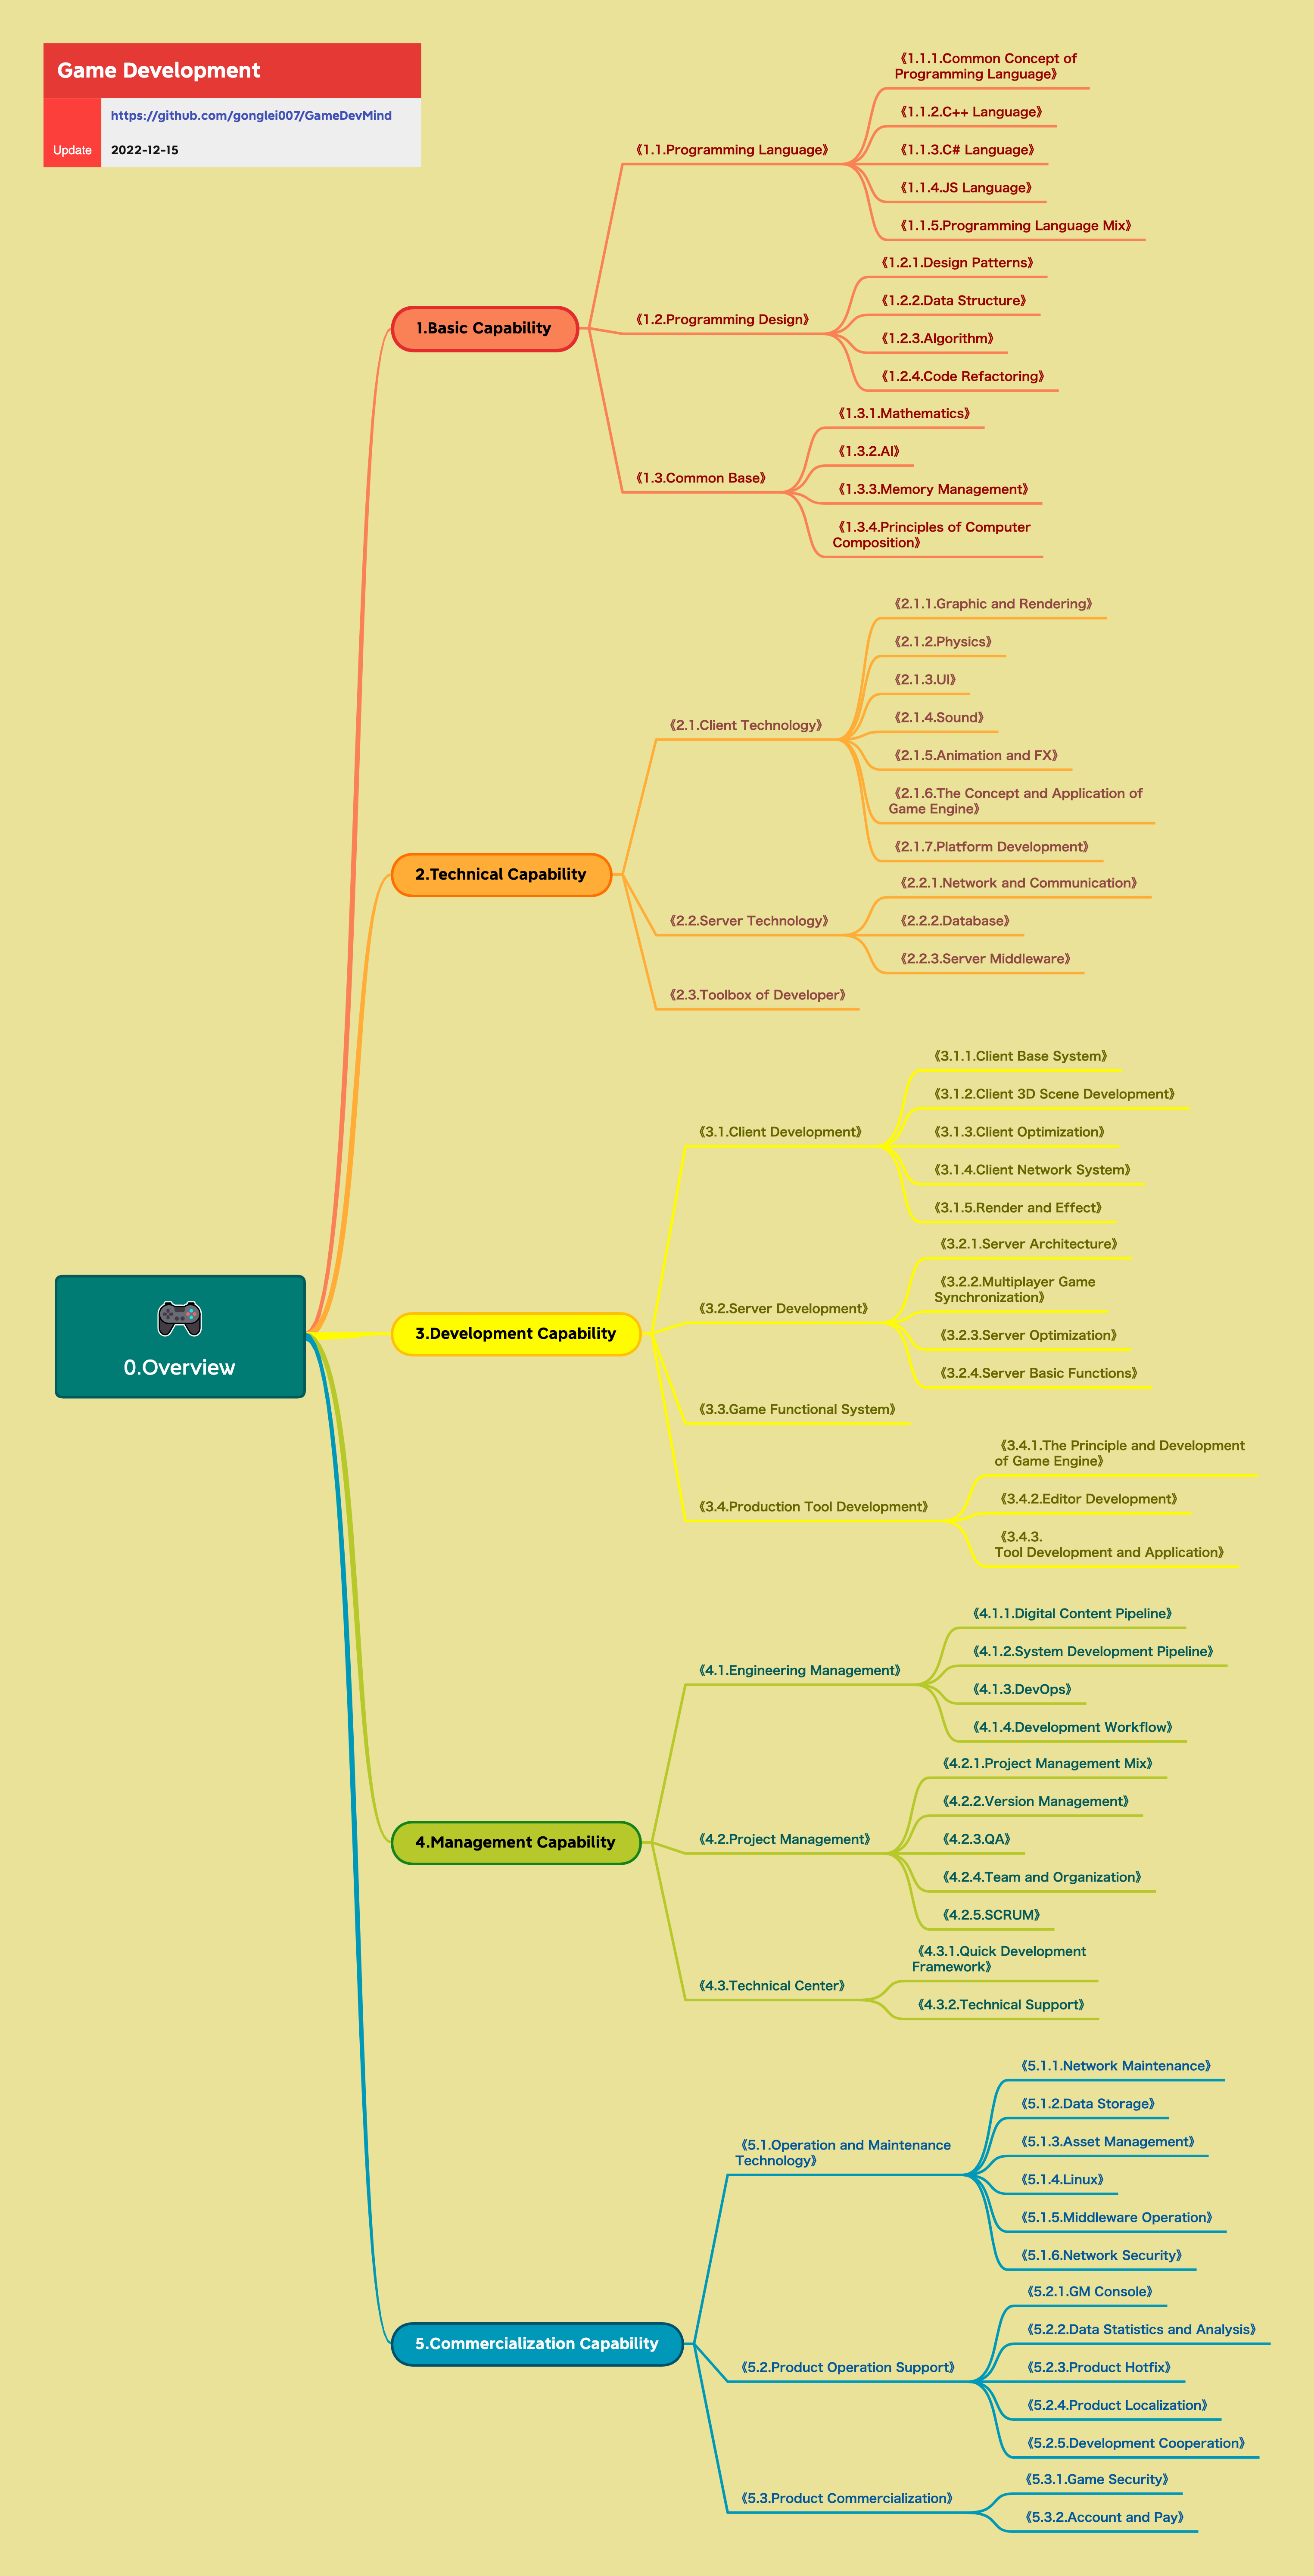 Game Development
https://github.com/gonglei007/GameDevMind
Update 2022-12-15
0.Overview
1.Basic Capability
《1.1.Programming Language》
《1.1.1.Common Concept of
Programming Language》
《1.1.2.C++ Language》
《1.1.3.C# Language》
《1.1.4.JS Language》
《1.1.5.Programming Language Mix》
《1.2.Programming Design》
《1.2.1.Design Patterns》
《1.2.2.Data Structure》
《1.2.3.Algorithm》
《1.2.4.Code Refactoring》
《1.3.Common Base》
《1.3.1.Mathematics》
《1.3.2.AI》
《1.3.3.Memory Management》
《1.3.4.Principles of Computer
Composition》
2.Technical Capability
《2.1.Client Technology》
《2.1.1.Graphic and Rendering》
《2.1.2.Physics》
《2.1.3.UI》
《2.1.4.Sound》
《2.1.5.Animation and FX》
《2.1.6.The Concept and Application of
Game Engine》
《2.1.7.Platform Development》
《2.2.Server Technology》
《2.2.1.Network and Communication》
《2.2.2.Database》
《2.2.3.Server Middleware》
《2.3.Toolbox of Developer》
3.Development Capability
《3.1.Client Development》
《3.1.1.Client Base System》
《3.1.2.Client 3D Scene Development》
《3.1.3.Client Optimization》
《3.1.4.Client Network System》
《3.1.5.Render and Effect》
《3.2.Server Development》
《3.2.1.Server Architecture》
《3.2.2.Multiplayer Game
Synchronization》
《3.2.3.Server Optimization》
《3.2.4.Server Basic Functions》
《3.3.Game Functional System》
《3.4.Production Tool Development》
《3.4.1.The Principle and Development
of Game Engine》
《3.4.2.Editor Development》
《3.4.3.
Tool Development and Application》
4.Management Capability
《4.1.Engineering Management》
《4.1.1.Digital Content Pipeline》
《4.1.2.System Development Pipeline》
《4.1.3.DevOps》
《4.1.4.Development Workflow》
《4.2.Project Management》
《4.2.1.Project Management Mix》
《4.2.2.Version Management》
《4.2.3.QA》
《4.2.4.Team and Organization》
《4.2.5.SCRUM》
《4.3.Technical Center》
《4.3.1.Quick Development
Framework》
《4.3.2.Technical Support》
5.Commercialization Capability
《5.1.Operation and Maintenance
Technology》
《5.1.1.Network Maintenance》
《5.1.2.Data Storage》
《5.1.3.Asset Management》
《5.1.4.Linux》
《5.1.5.Middleware Operation》
《5.1.6.Network Security》
《5.2.Product Operation Support》
《5.2.1.GM Console》
《5.2.2.Data Statistics and Analysis》
《5.2.3.Product Hotfix》
《5.2.4.Product Localization》
《5.2.5.Development Cooperation》
《5.3.Product Commercialization》
《5.3.1.Game Security》
《5.3.2.Account and Pay》